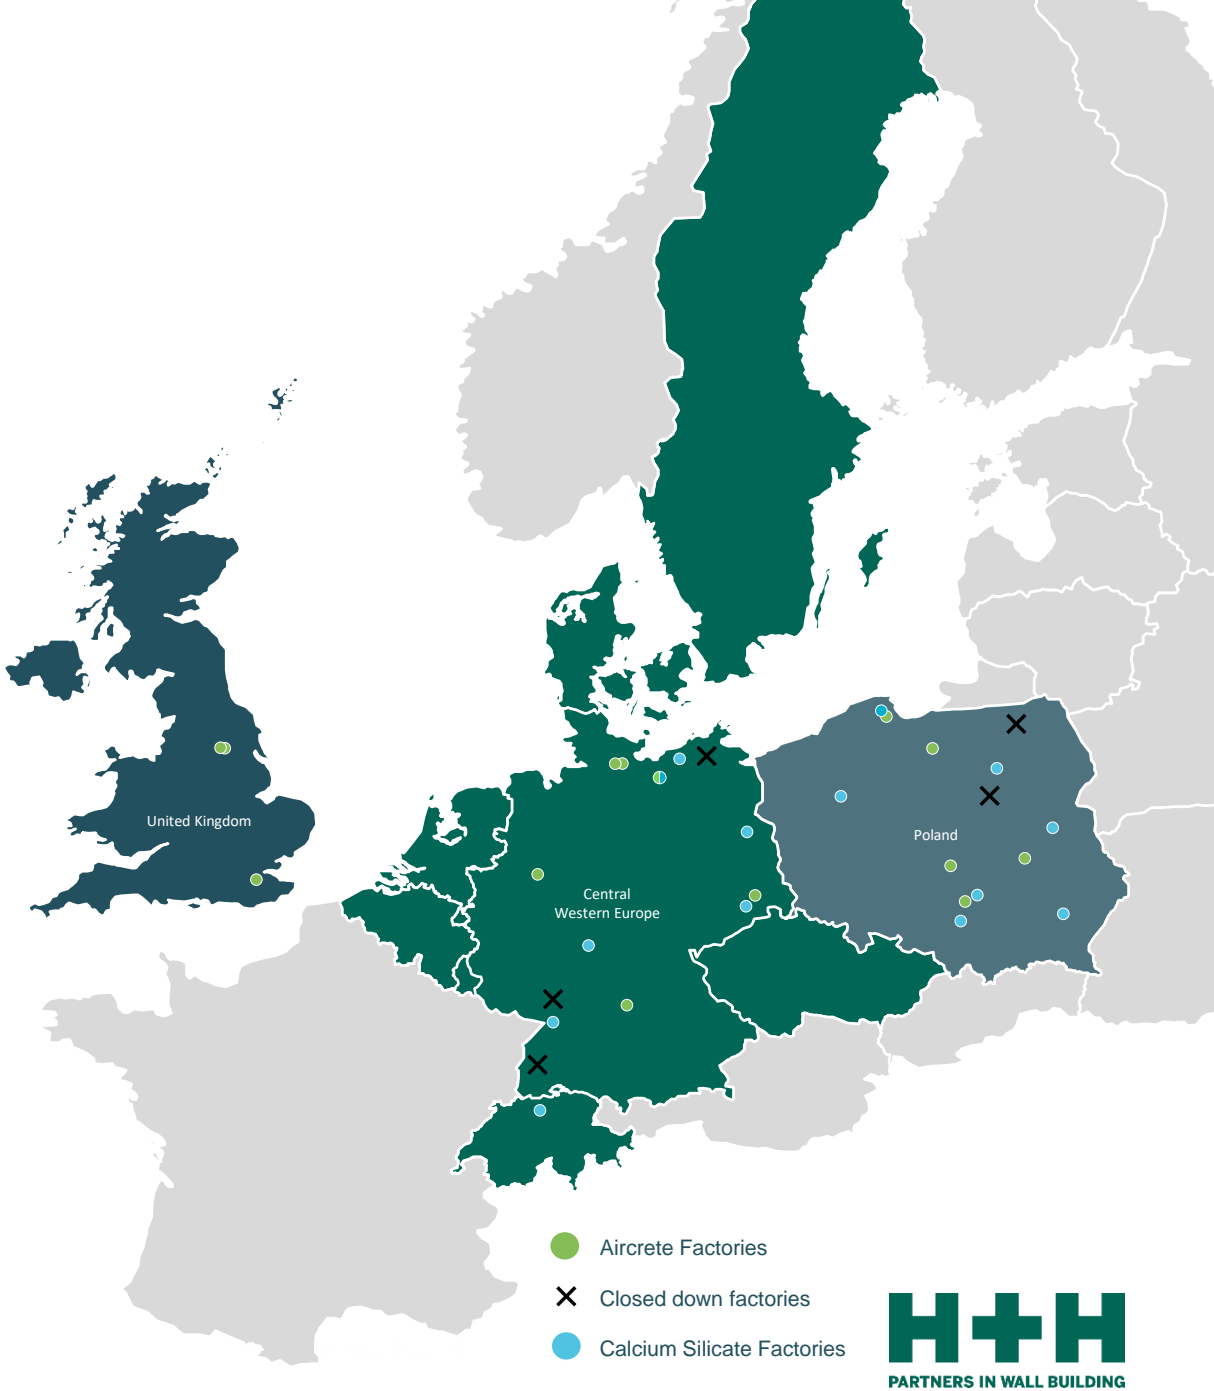 United Kingdom
Poland
Central
Western Europe
Aircrete Factories
Closed down factories
Calcium Silicate Factories
H+H
PARTNERS IN WALL BUILDING